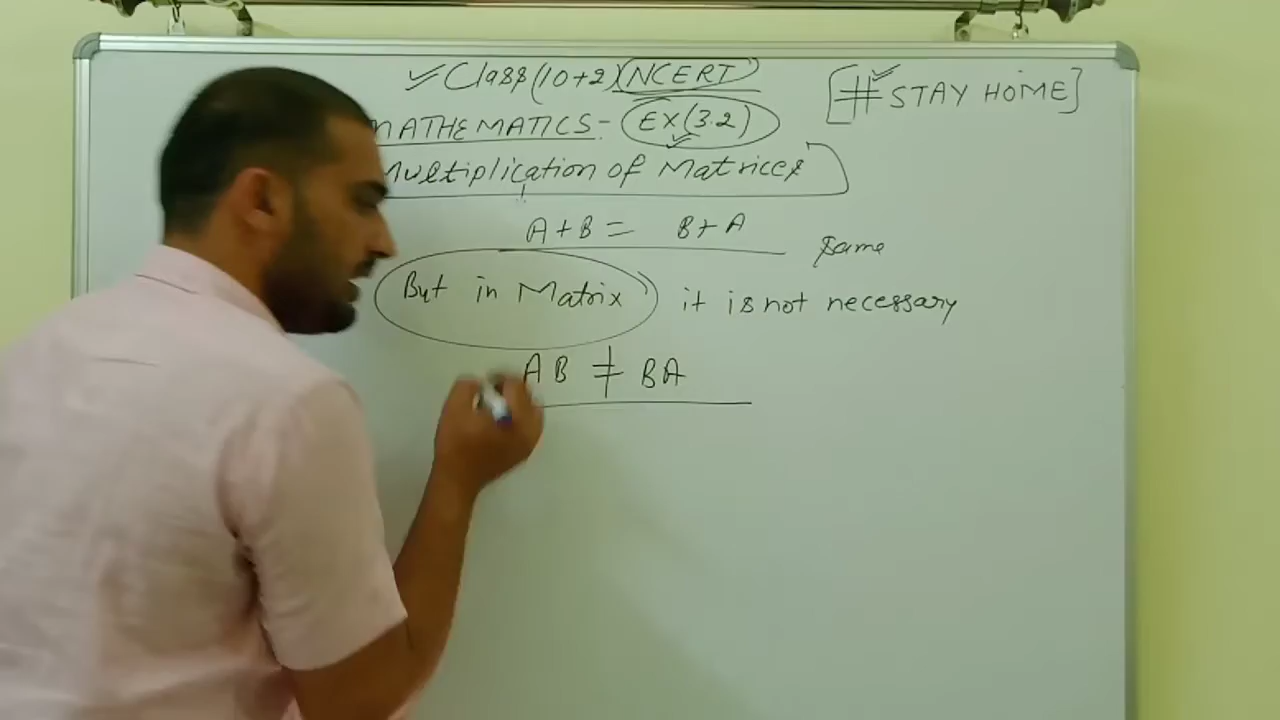 ✓ Class (10+2) (NCERT)
[# STAY HOME]
MATHEMATICS - EX (3.2)
Multiplication of Matrices
A+B = B+A
same
But in Matrix) it is not necessary
AB ≠ BA